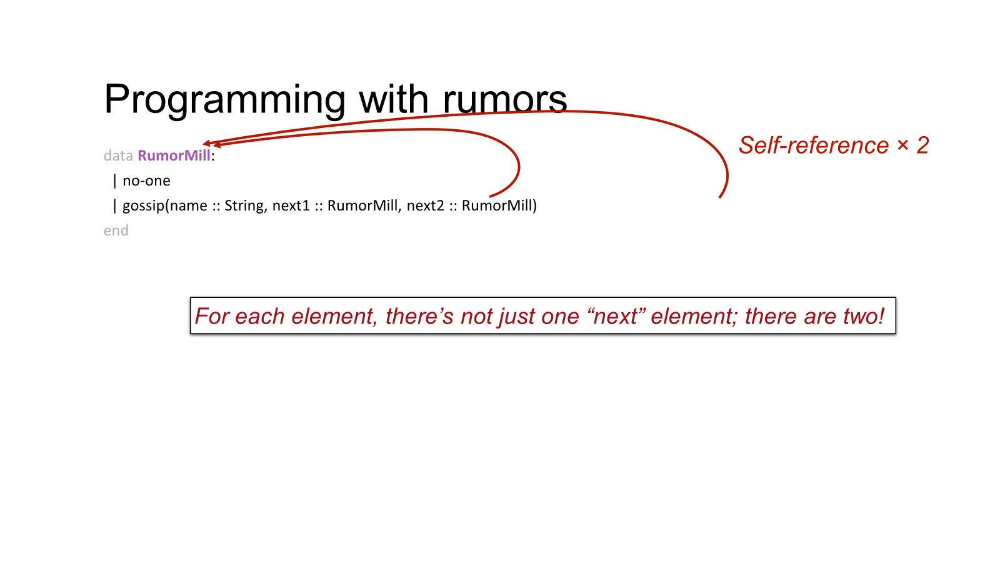 Programming with rumors
Self-reference × 2
data RumorMill:
| no-one
| gossip(name :: String, next1 :: RumorMill, next2 :: RumorMill)
end
For each element, there’s not just one “next” element; there are two!